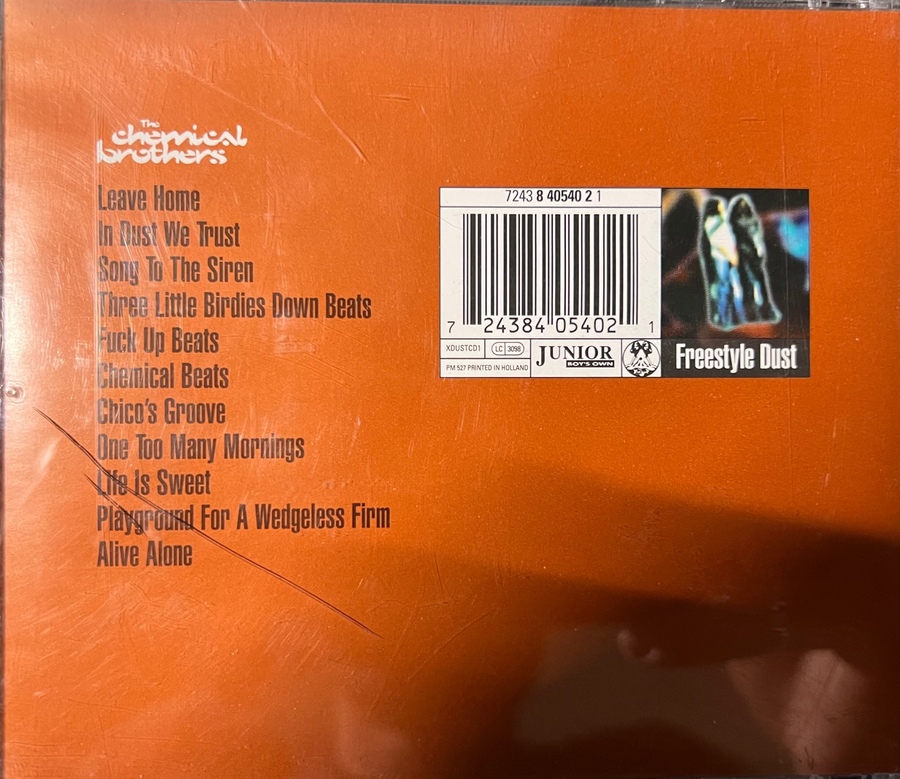 The
chemical
brothers
Leave Home
In Dust We Trust
Song To The Siren
Three Little Birdies Down Beats
Fuck Up Beats
Chemical Beats
Chico's Groove
One Too Many Mornings
Life Is Sweet
Playground For A Wedgeless Firm
Alive Alone
7243 8 40540 2 1
7 24384 05402 1
XDUSTCD1 LC 3098
PM 527 PRINTED IN HOLLAND
JUNIOR
BOY'S OWN
Freestyle Dust